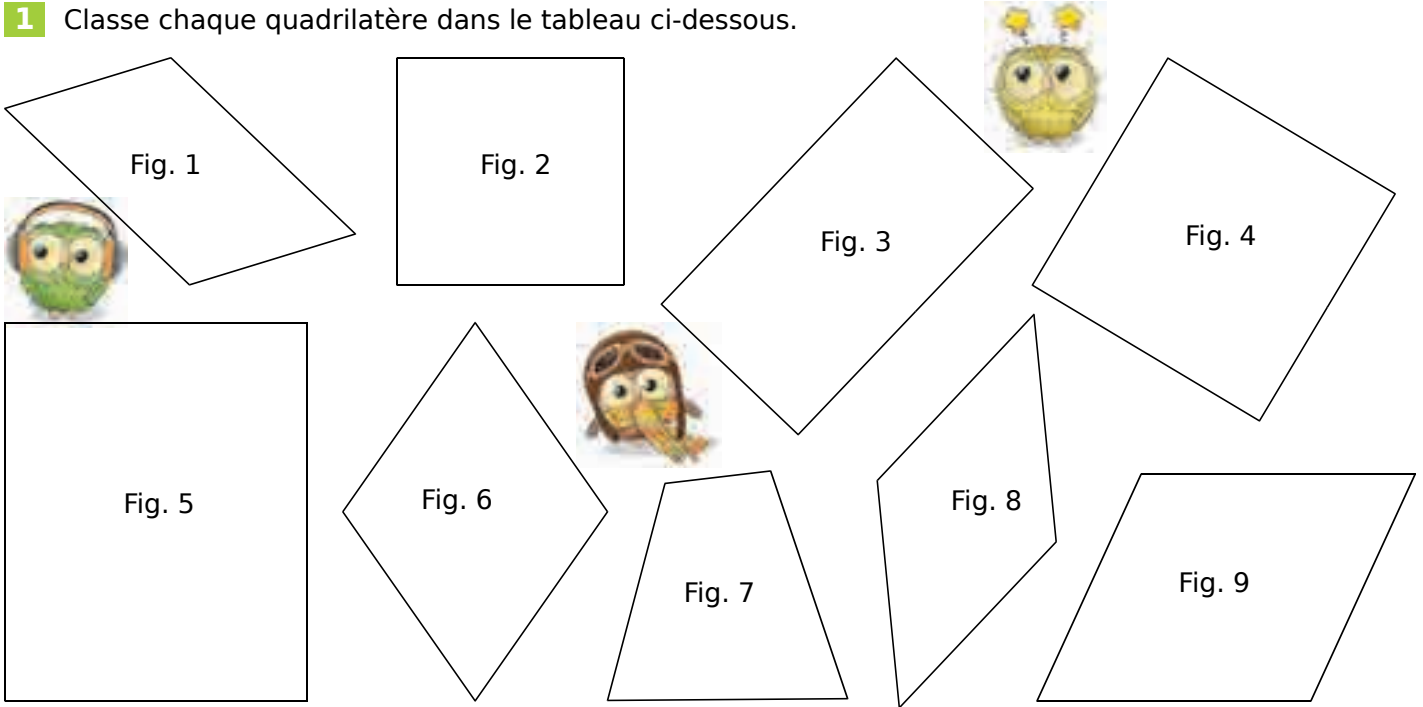 1 Classe chaque quadrilatère dans le tableau ci-dessous.
Fig. 1
Fig. 2
Fig. 3
Fig. 4
Fig. 5
Fig. 6
Fig. 7
Fig. 8
Fig. 9